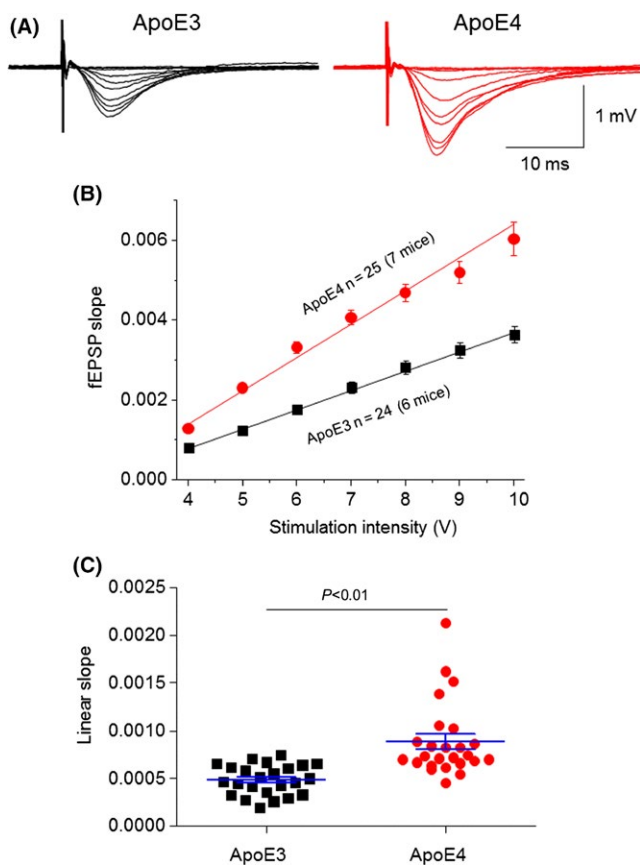 (A)
ApoE3
ApoE4
1 mV
10 ms
(B)
0.006
0.004
0.002
0.000
fEPSP slope
ApoE4 n = 25 (7 mice)
ApoE3 n = 24 (6 mice)
4 5 6 7 8 9 10
Stimulation intensity (V)
(C)
0.0025
0.0020
0.0015
0.0010
0.0005
0.0000
Linear slope
P<0.01
ApoE3
ApoE4